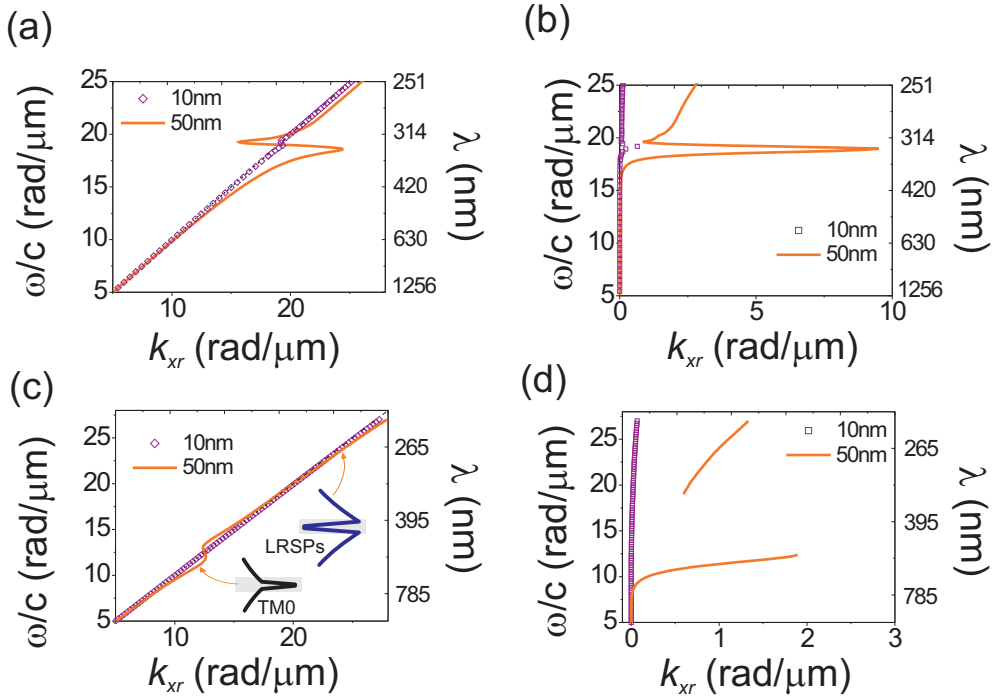 (a)
ω/c (rad/μm)
25
20
15
10
5
10nm
50nm
251
314
420
630
1256
λ (nm)
10
20
k_xr (rad/μm)
(b)
ω/c (rad/μm)
25
20
15
10
5
10nm
50nm
251
314
420
630
1256
λ (nm)
0
5
10
k_xr (rad/μm)
(c)
ω/c (rad/μm)
25
20
15
10
5
10nm
50nm
LRSPs
TM0
265
395
785
λ (nm)
10
20
k_xr (rad/μm)
(d)
ω/c (rad/μm)
25
20
15
10
5
10nm
50nm
265
395
785
λ (nm)
0
1
2
3
k_xr (rad/μm)